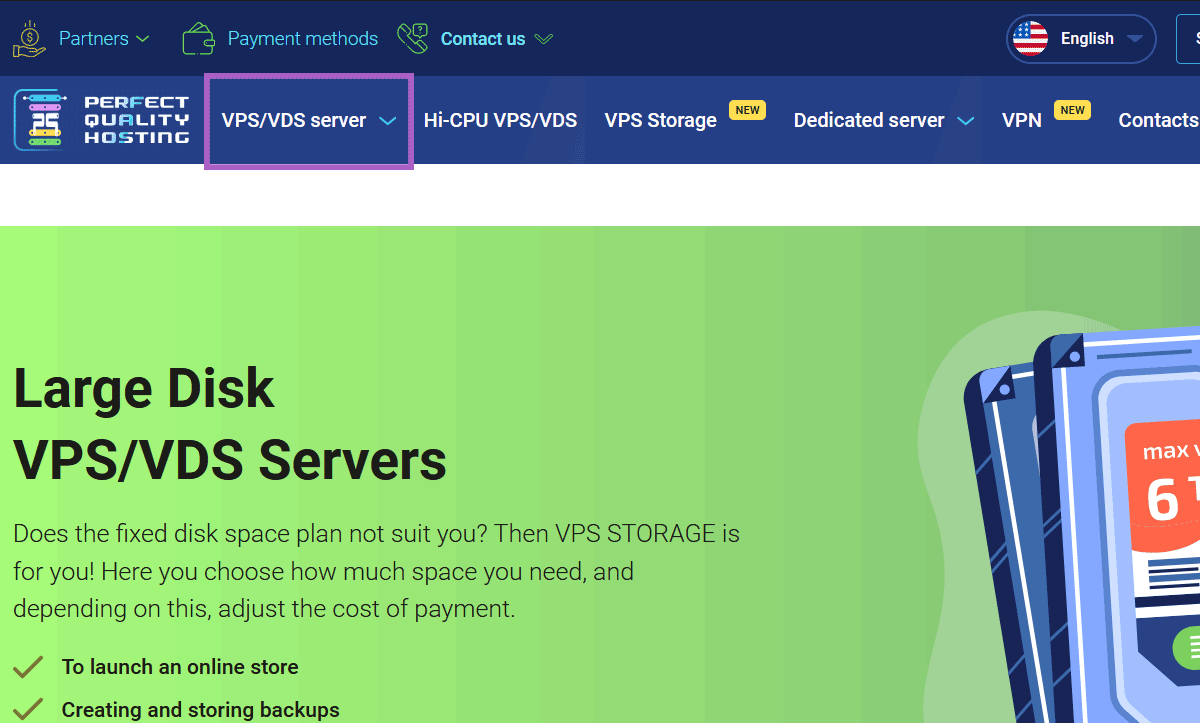 Partners
Payment methods
Contact us
English
PERFECT
QUALITY
HOSTING
25
VPS/VDS server
Hi-CPU VPS/VDS
VPS Storage
NEW
Dedicated server
VPN
NEW
Contacts
Large Disk
VPS/VDS Servers
max
6
Does the fixed disk space plan not suit you? Then VPS STORAGE is
for you! Here you choose how much space you need, and
depending on this, adjust the cost of payment.
To launch an online store
Creating and storing backups